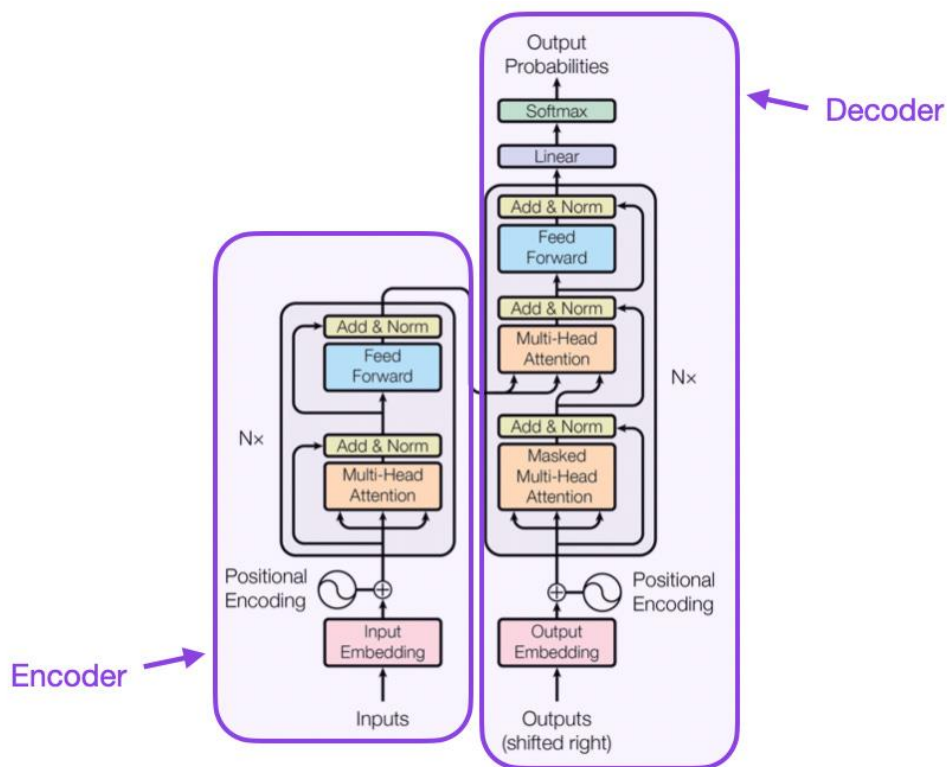 Output
Probabilities
Softmax
Linear
Add & Norm
Feed
Forward
Add & Norm
Multi-Head
Attention
Add & Norm
Masked
Multi-Head
Attention
Nx
Positional
Encoding
Output
Embedding
Outputs
(shifted right)
Decoder
Add & Norm
Feed
Forward
Add & Norm
Multi-Head
Attention
Nx
Positional
Encoding
Input
Embedding
Inputs
Encoder